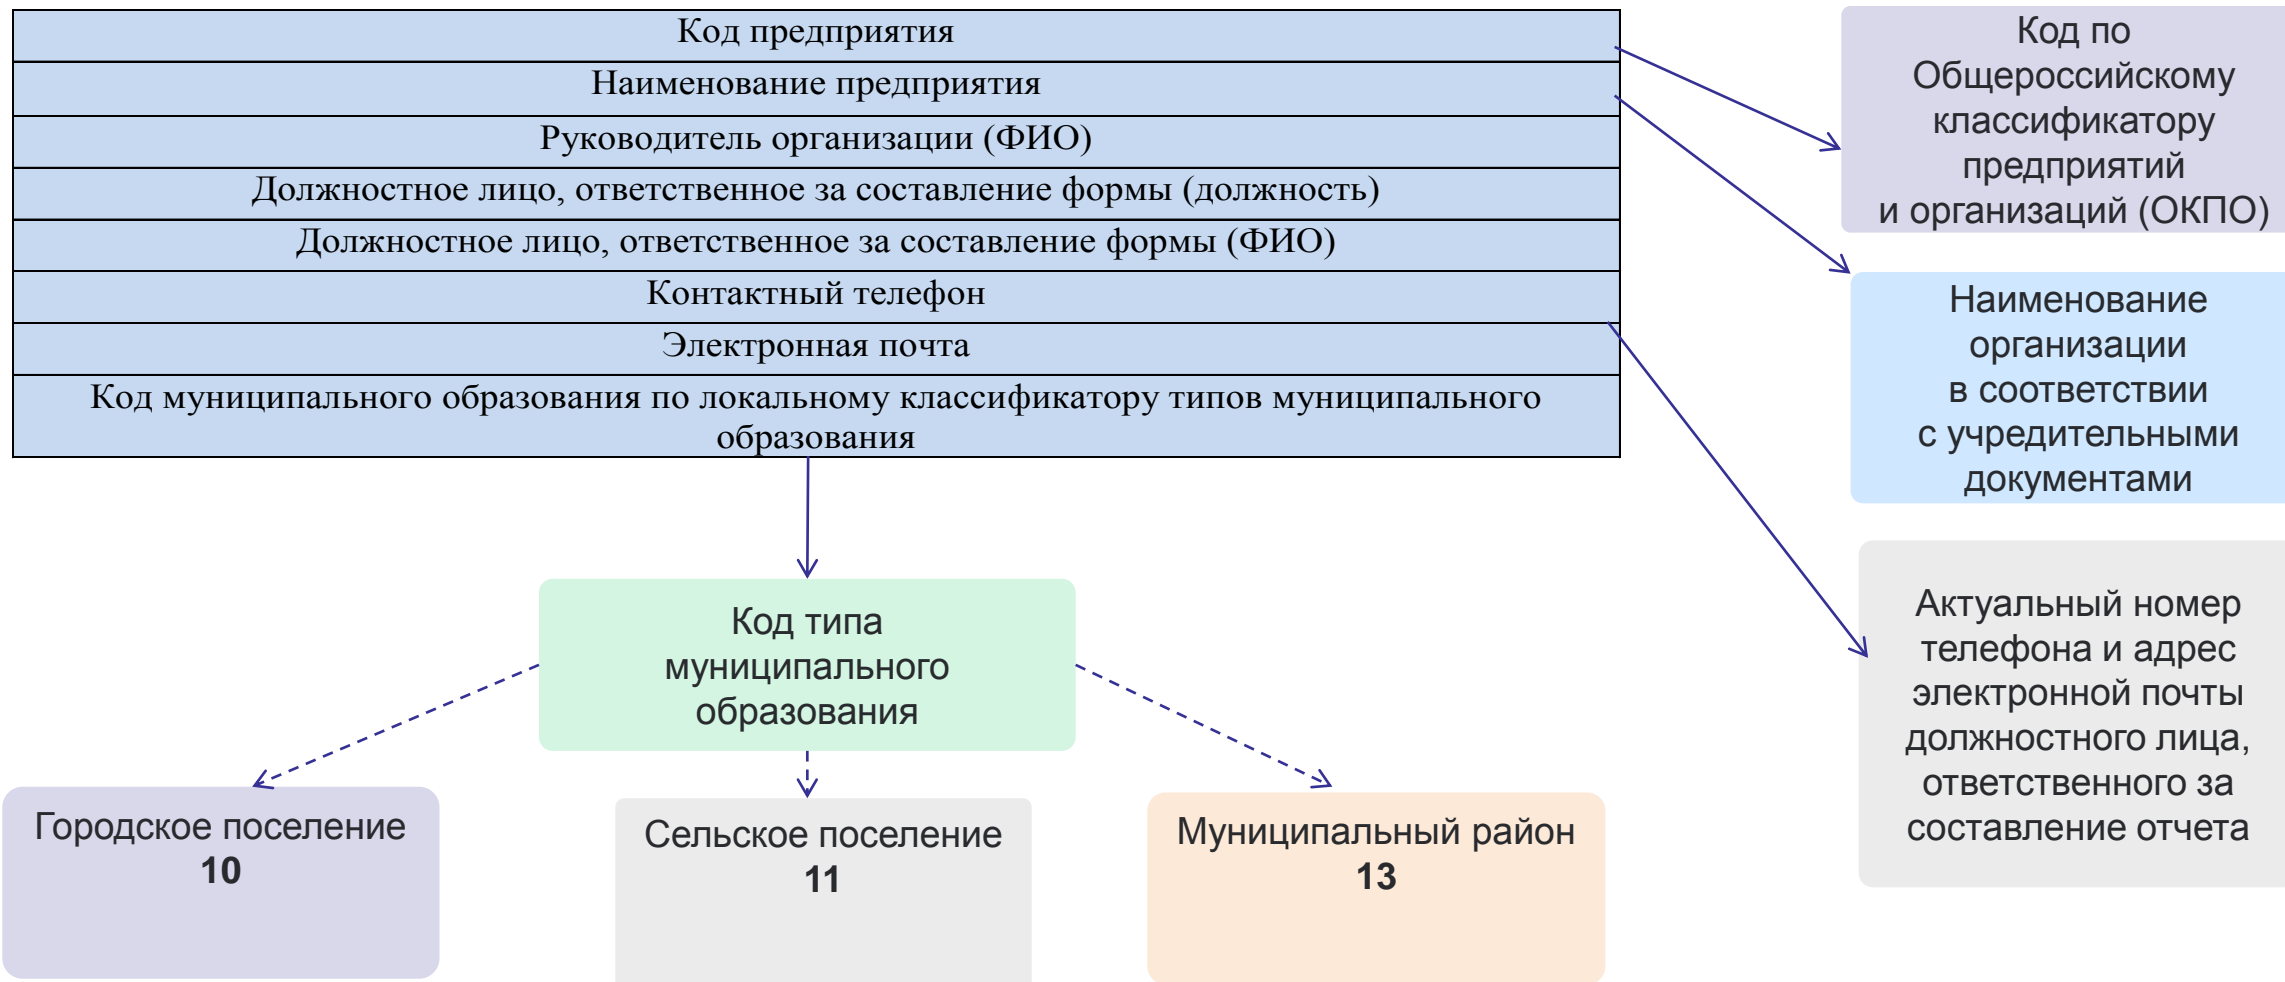 Код предприятия
Наименование предприятия
Руководитель организации (ФИО)
Должностное лицо, ответственное за составление формы (должность)
Должностное лицо, ответственное за составление формы (ФИО)
Контактный телефон
Электронная почта
Код муниципального образования по локальному классификатору типов муниципального
образования
Код по
Общероссийскому
классификатору
предприятий
и организаций (ОКПО)
Наименование
организации
в соответствии
с учредительными
документами
Актуальный номер
телефона и адрес
электронной почты
должностного лица,
ответственного за
составление отчета
Код типа
муниципального
образования
Городское поселение
10
Сельское поселение
11
Муниципальный район
13